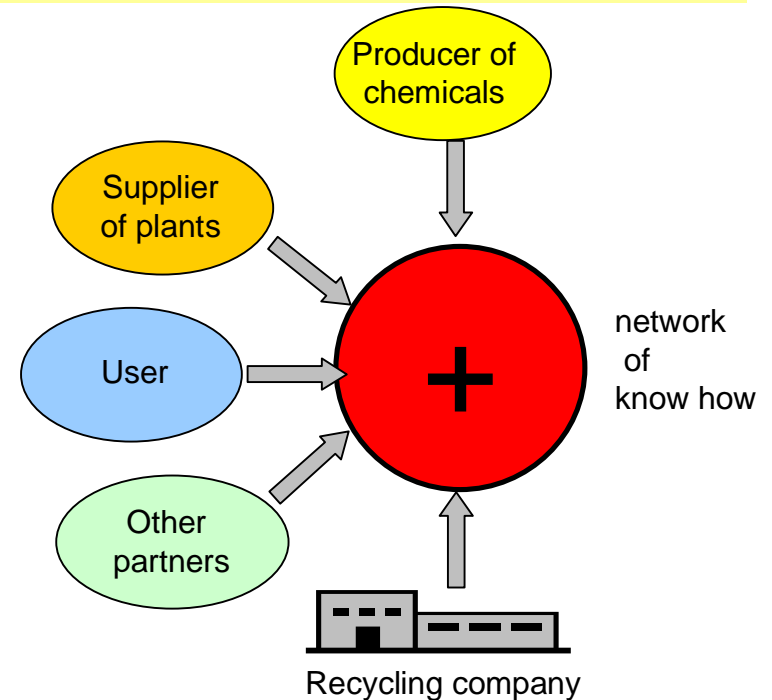 Producer of
chemicals
Supplier
of plants
User
Other
partners
+
network
of
know how
Recycling company